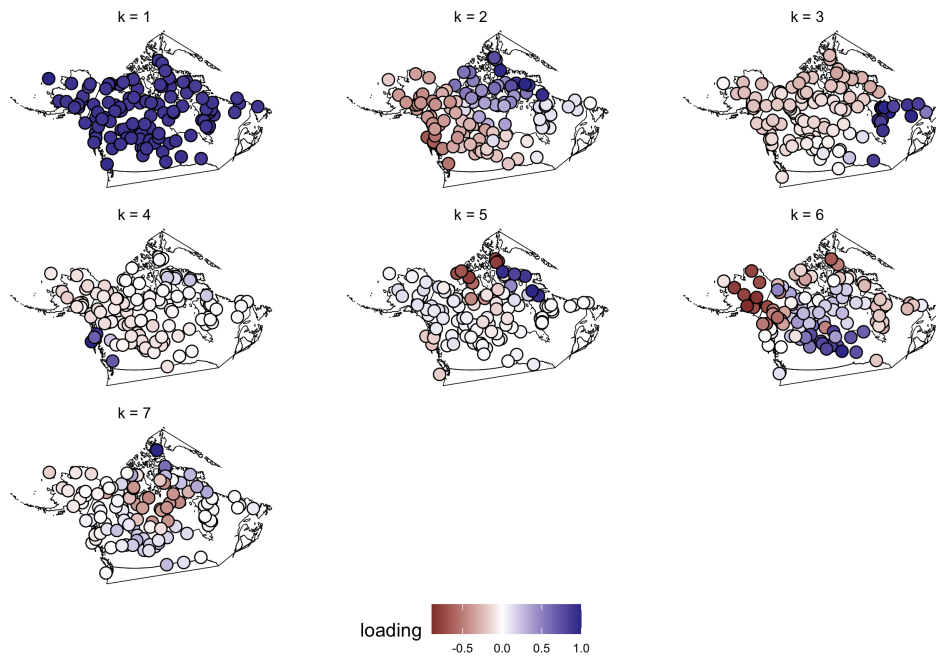 k = 1
k = 2
k = 3
k = 4
k = 5
k = 6
k = 7
loading
-0.5 0.0 0.5 1.0